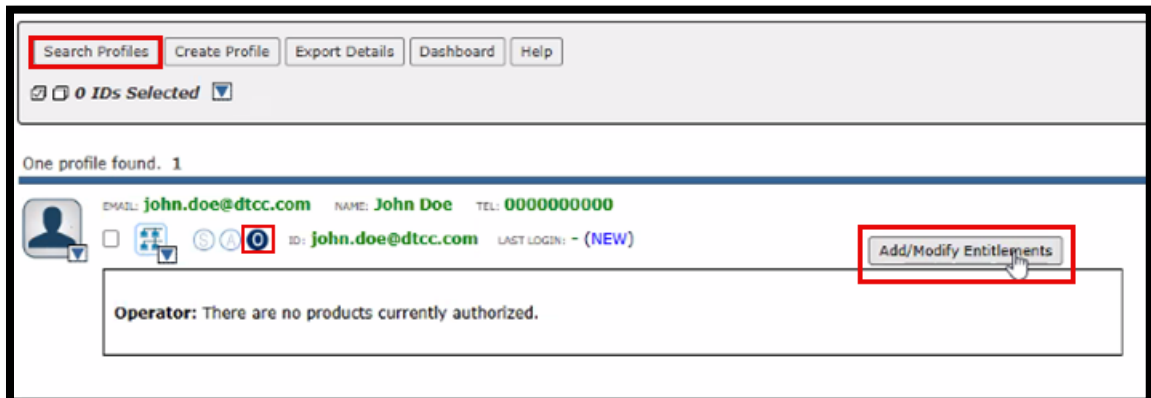 Search Profiles Create Profile Export Details Dashboard Help
0 IDs Selected
One profile found. 1
EMAIL: john.doe@dtcc.com NAME: John Doe TEL: 0000000000
S A O ID: john.doe@dtcc.com LAST LOGIN: - (NEW)
Add/Modify Entitlements
Operator: There are no products currently authorized.